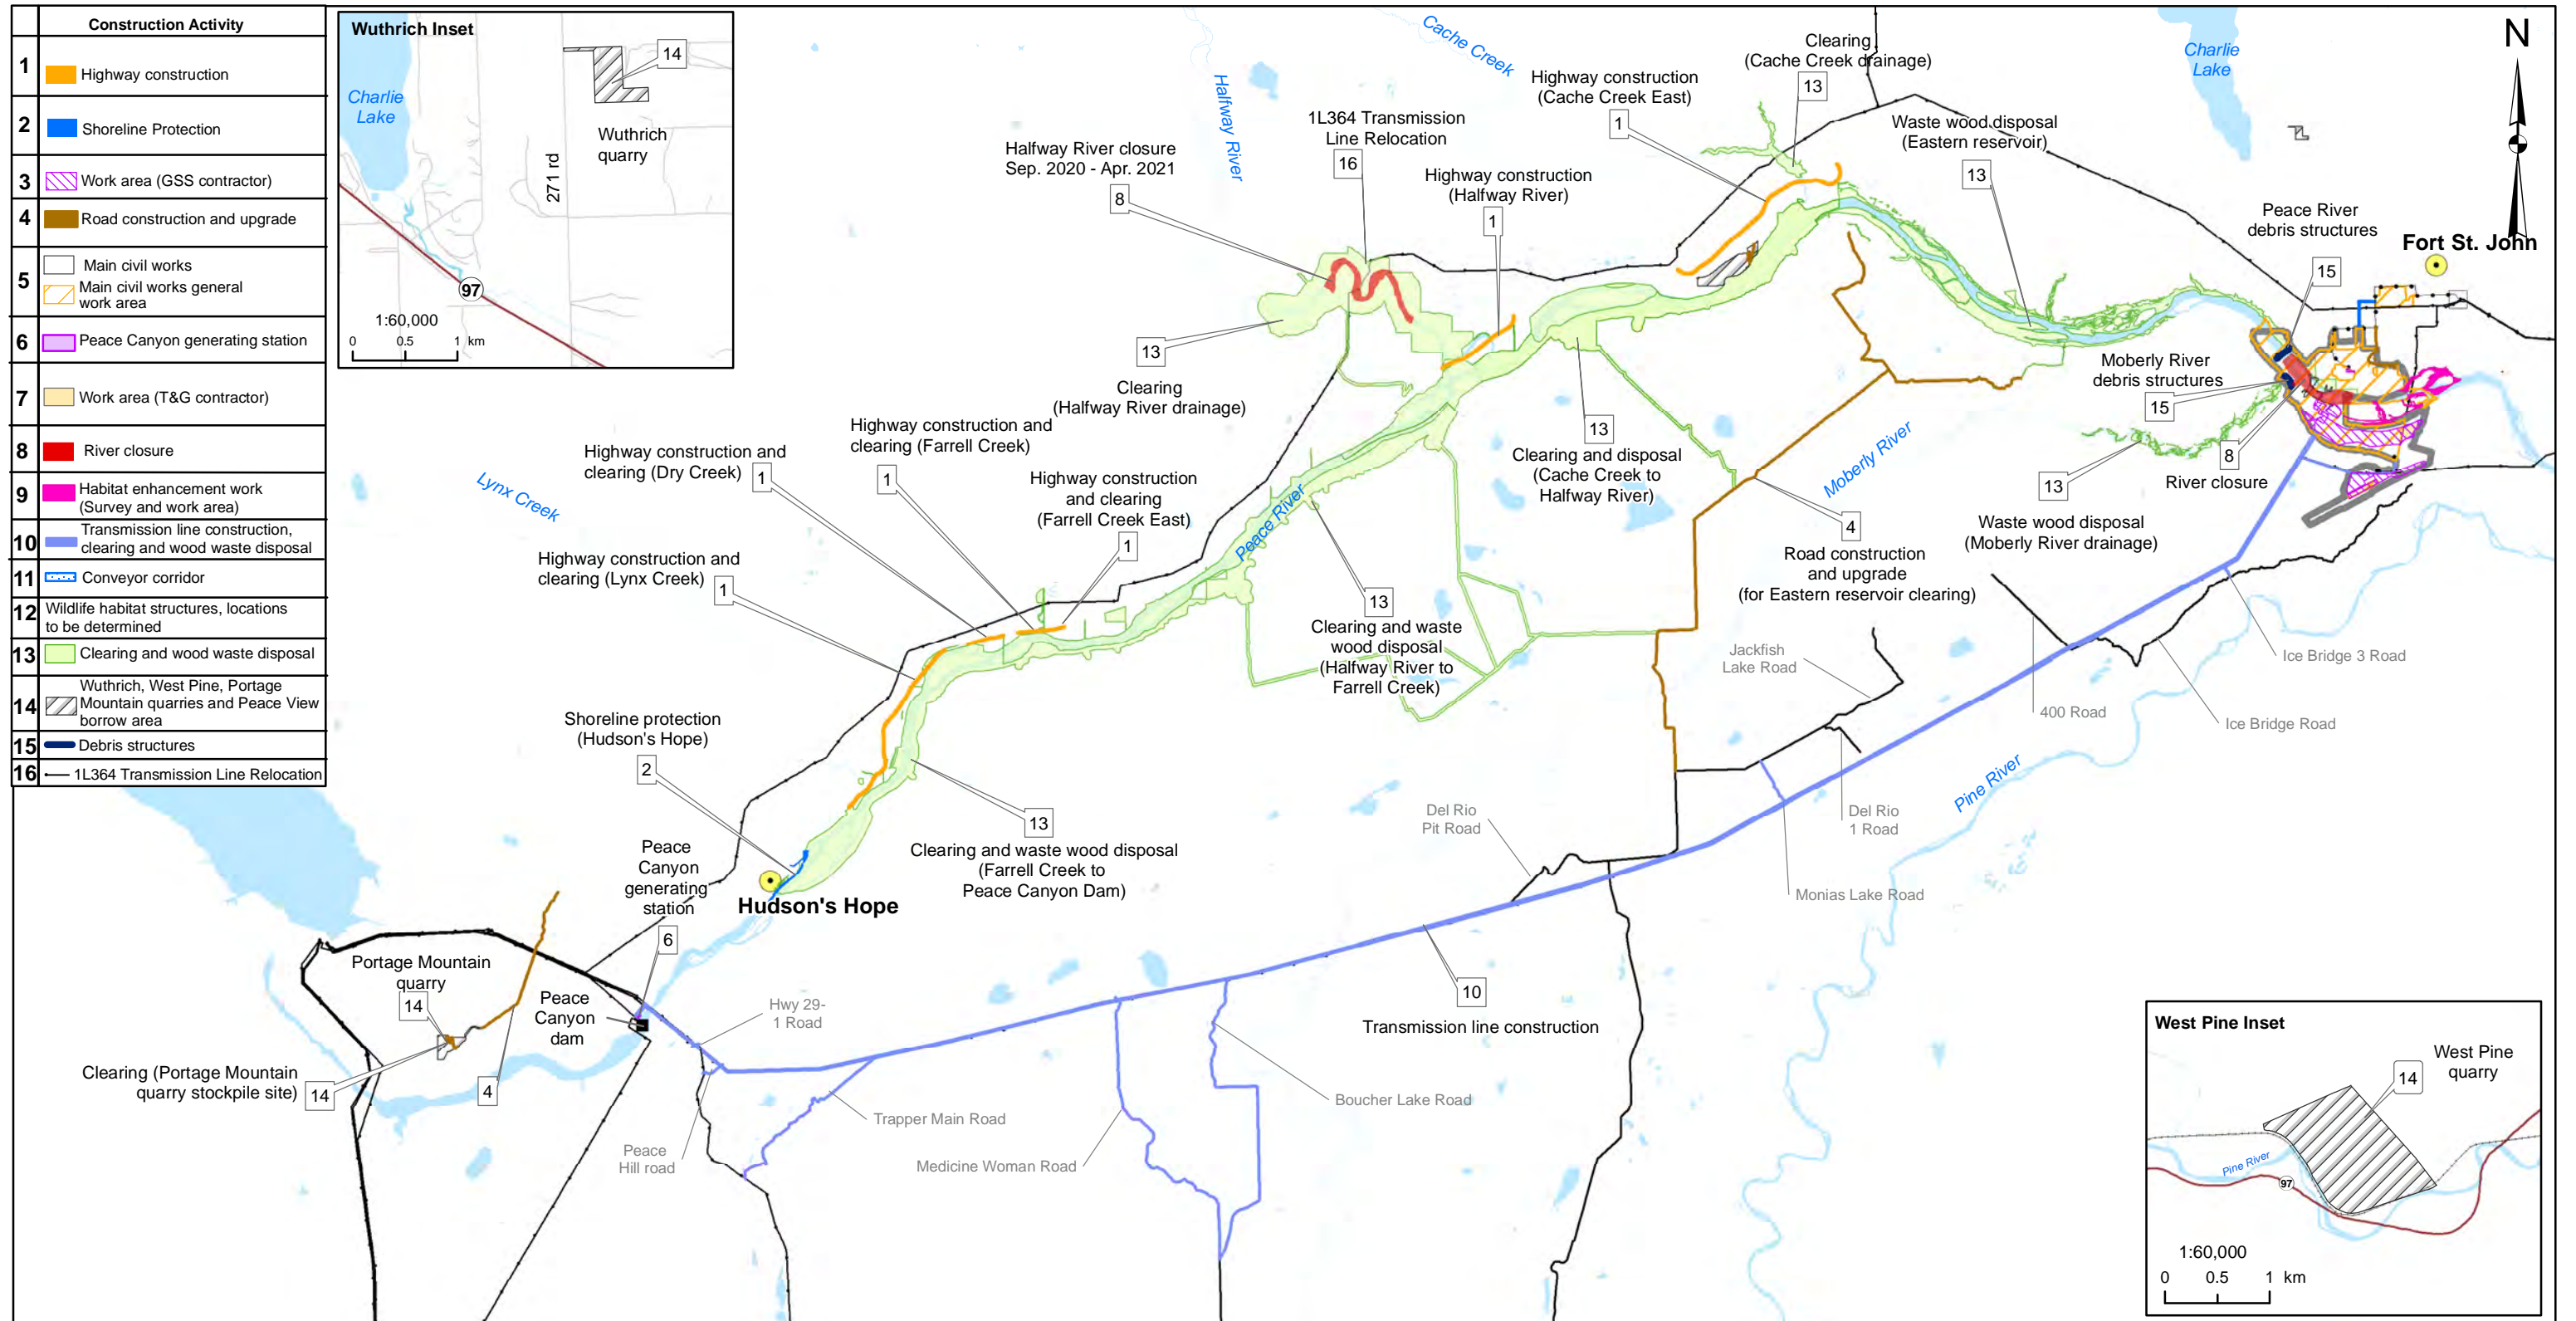 Construction Activity
1
Highway construction
2
Shoreline Protection
3
Work area (GSS contractor)
4
Road construction and upgrade
5
Main civil works
Main civil works general
work area
6
Peace Canyon generating station
7
Work area (T&G contractor)
8
River closure
9
Habitat enhancement work
(Survey and work area)
10
Transmission line construction,
clearing and wood waste disposal
11
Conveyor corridor
12
Wildlife habitat structures, locations
to be determined
13
Clearing and wood waste disposal
14
Wuthrich, West Pine, Portage
Mountain quarries and Peace View
borrow area
15
Debris structures
16
1L364 Transmission Line Relocation
Wuthrich Inset
14
Charlie
Lake
Wuthrich
quarry
271 rd
97
1:60,000
0 0.5 1 km
Cache Creek
Halfway River
Clearing
(Cache Creek drainage)
13
Highway construction
(Cache Creek East)
1
Charlie
Lake
N
1L364 Transmission
Line Relocation
16
Halfway River closure
Sep. 2020 - Apr. 2021
8
Highway construction
(Halfway River)
1
Waste wood disposal
(Eastern reservoir)
13
Peace River
debris structures
15
Fort St. John
13
Clearing
(Halfway River drainage)
Moberly River
debris structures
15
13
Clearing and disposal
(Cache Creek to
Halfway River)
Moberly River
8
River closure
13
Waste wood disposal
(Moberly River drainage)
4
Road construction
and upgrade
(for Eastern reservoir clearing)
Highway construction and
clearing (Farrell Creek)
1
Highway construction and
clearing (Dry Creek)
1
Highway construction
and clearing
(Farrell Creek East)
1
Lynx Creek
Peace River
Highway construction and
clearing (Lynx Creek)
1
13
Clearing and waste
wood disposal
(Halfway River to
Farrell Creek)
Jackfish
Lake Road
Ice Bridge 3 Road
400 Road
Ice Bridge Road
Shoreline protection
(Hudson's Hope)
2
Pine River
13
Clearing and waste wood disposal
(Farrell Creek to
Peace Canyon Dam)
Del Rio
Pit Road
Del Rio
1 Road
Monias Lake Road
Peace
Canyon
generating
station
6
Hudson's Hope
Portage Mountain
quarry
14
Peace
Canyon
dam
Hwy 29-
1 Road
10
Transmission line construction
Clearing (Portage Mountain
quarry stockpile site)
14
4
Peace
Hill road
Trapper Main Road
Medicine Woman Road
Boucher Lake Road
West Pine Inset
West Pine
quarry
14
Pine River
97
1:60,000
0 0.5 1 km